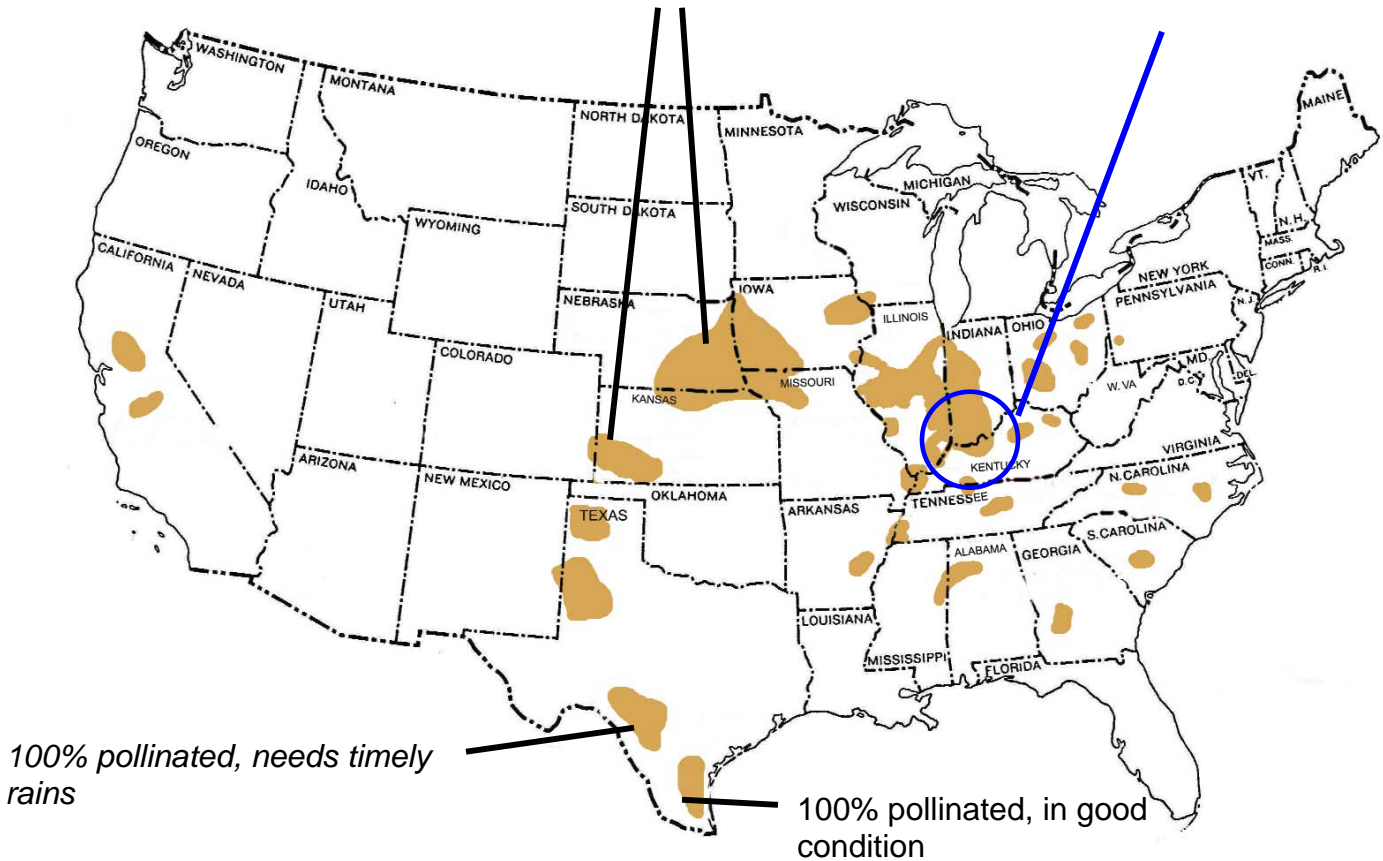 WASHINGTON
MONTANA
NORTH DAKOTA
MINNESOTA
MAINE
OREGON
IDAHO
SOUTH DAKOTA
WISCONSIN
MICHIGAN
VT.
N.H.
MASS.
CONN.
R.I.
WYOMING
NEW YORK
PENNSYLVANIA
N.J.
CALIFORNIA
NEVADA
UTAH
NEBRASKA
IOWA
ILLINOIS
INDIANA
OHIO
COLORADO
KANSAS
MISSOURI
W. VA
MD.
D.C
DEL.
VIRGINIA
KENTUCKY
ARIZONA
NEW MEXICO
OKLAHOMA
ARKANSAS
TENNESSEE
N.CAROLINA
TEXAS
ALABAMA
GEORGIA
S.CAROLINA
LOUISIANA
MISSISSIPPI
FLORIDA
100% pollinated, needs timely
rains
100% pollinated, in good
condition